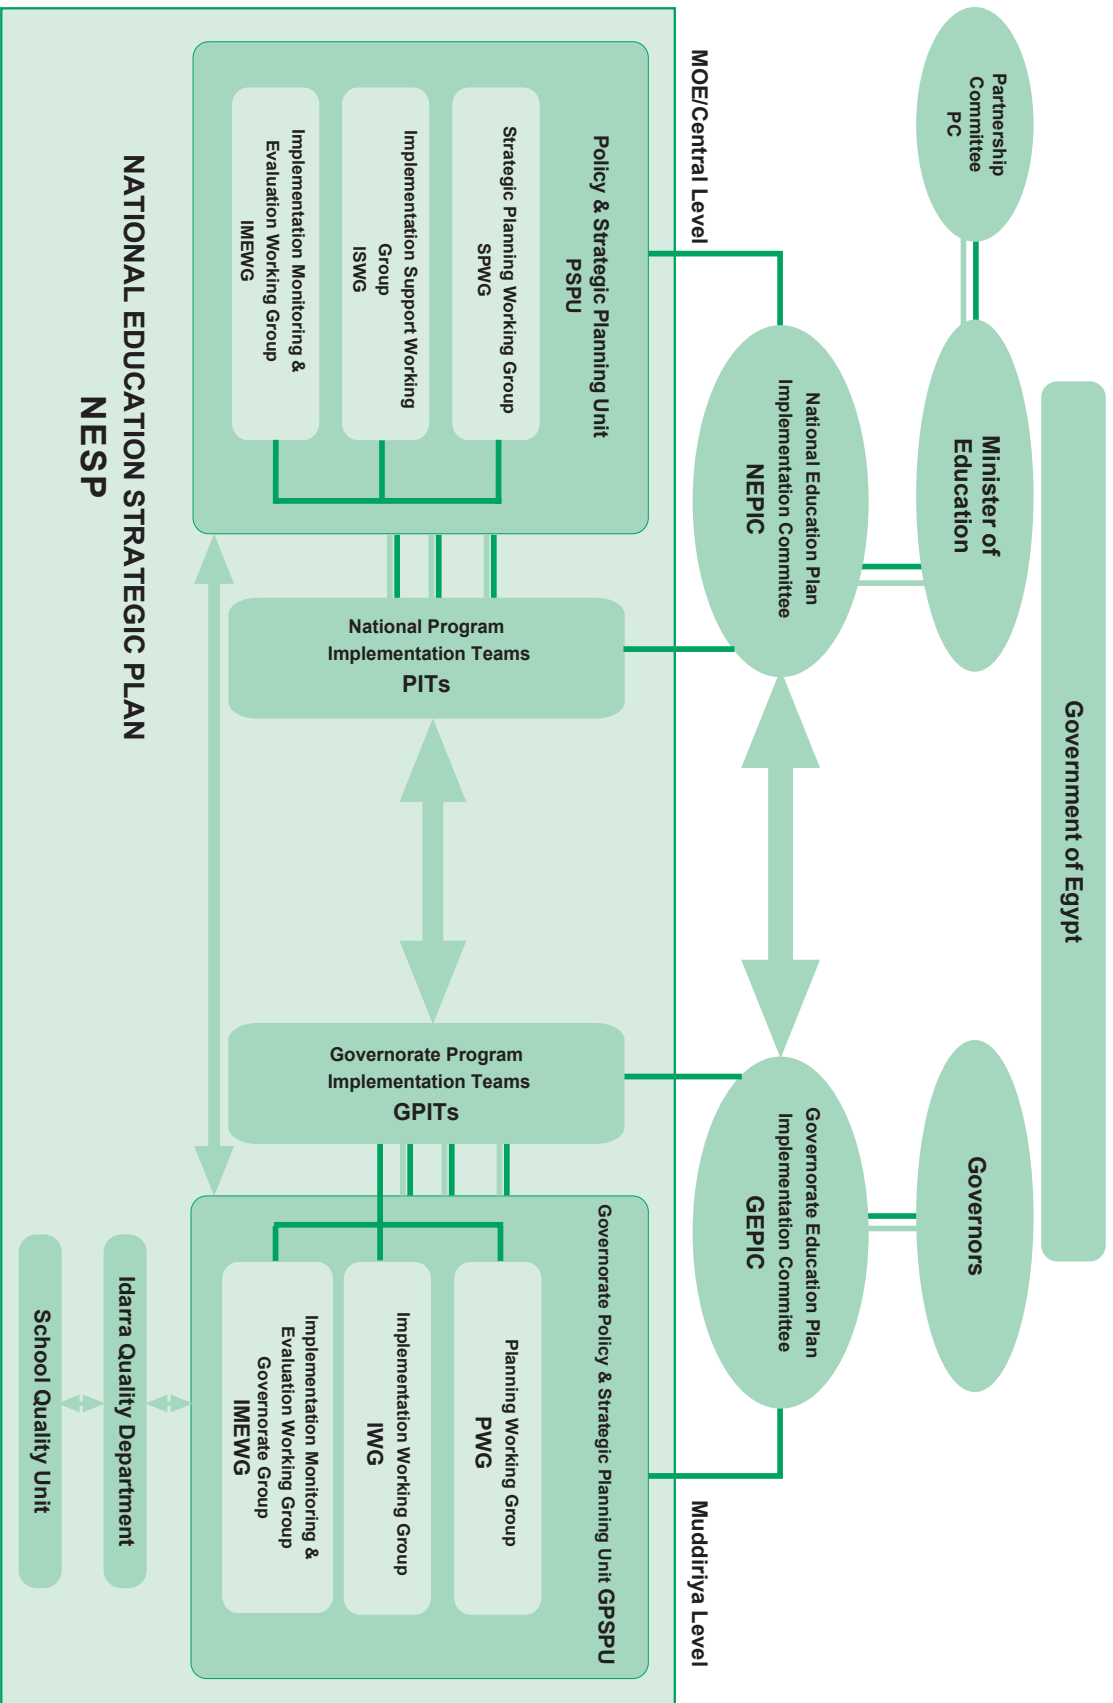 Government of Egypt
Partnership
Committee
PC
Minister of
Education
Governors
National Education Plan
Implementation Committee
NEPIC
Governorate Education Plan
Implementation Committee
GEPIC
MOE/Central Level
Muddiriya Level
Policy & Strategic Planning Unit
PSPU
Strategic Planning Working Group
SPWG
Implementation Support Working
Group
ISWG
Implementation Monitoring &
Evaluation Working Group
IMEWG
National Program
Implementation Teams
PITs
Governorate Program
Implementation Teams
GPITs
Governorate Policy & Strategic Planning Unit GPSPU
Planning Working Group
PWG
Implementation Working Group
IWG
Implementation Monitoring &
Evaluation Working Group
Governorate Group
IMEWG
Idarra Quality Department
School Quality Unit
NATIONAL EDUCATION STRATEGIC PLAN
NESP